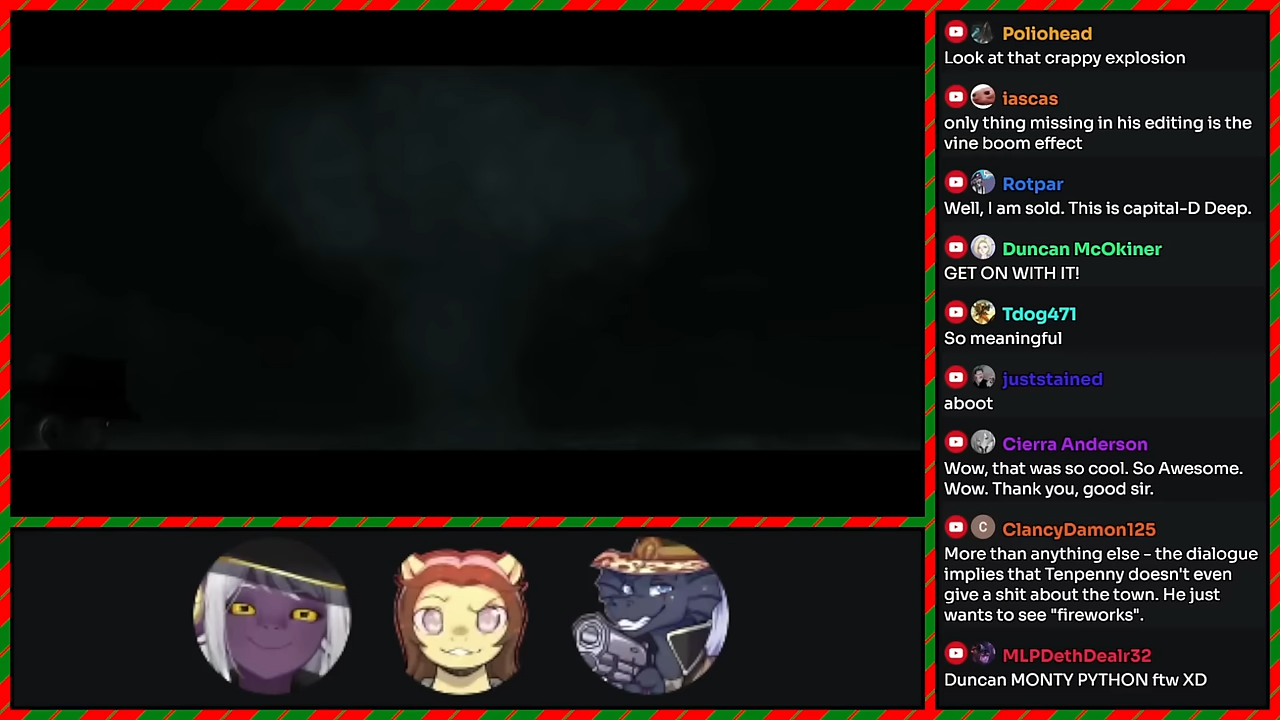 Poliohead
Look at that crappy explosion
iascas
only thing missing in his editing is the
vine boom effect
Rotpar
Well, I am sold. This is capital-D Deep.
Duncan McOkiner
GET ON WITH IT!
Tdog471
So meaningful
juststained
aboot
Cierra Anderson
Wow, that was so cool. So Awesome.
Wow. Thank you, good sir.
C ClancyDamon125
More than anything else - the dialogue
implies that Tenpenny doesn't even
give a shit about the town. He just
wants to see "fireworks".
MLPDethDealr32
Duncan MONTY PYTHON ftw XD